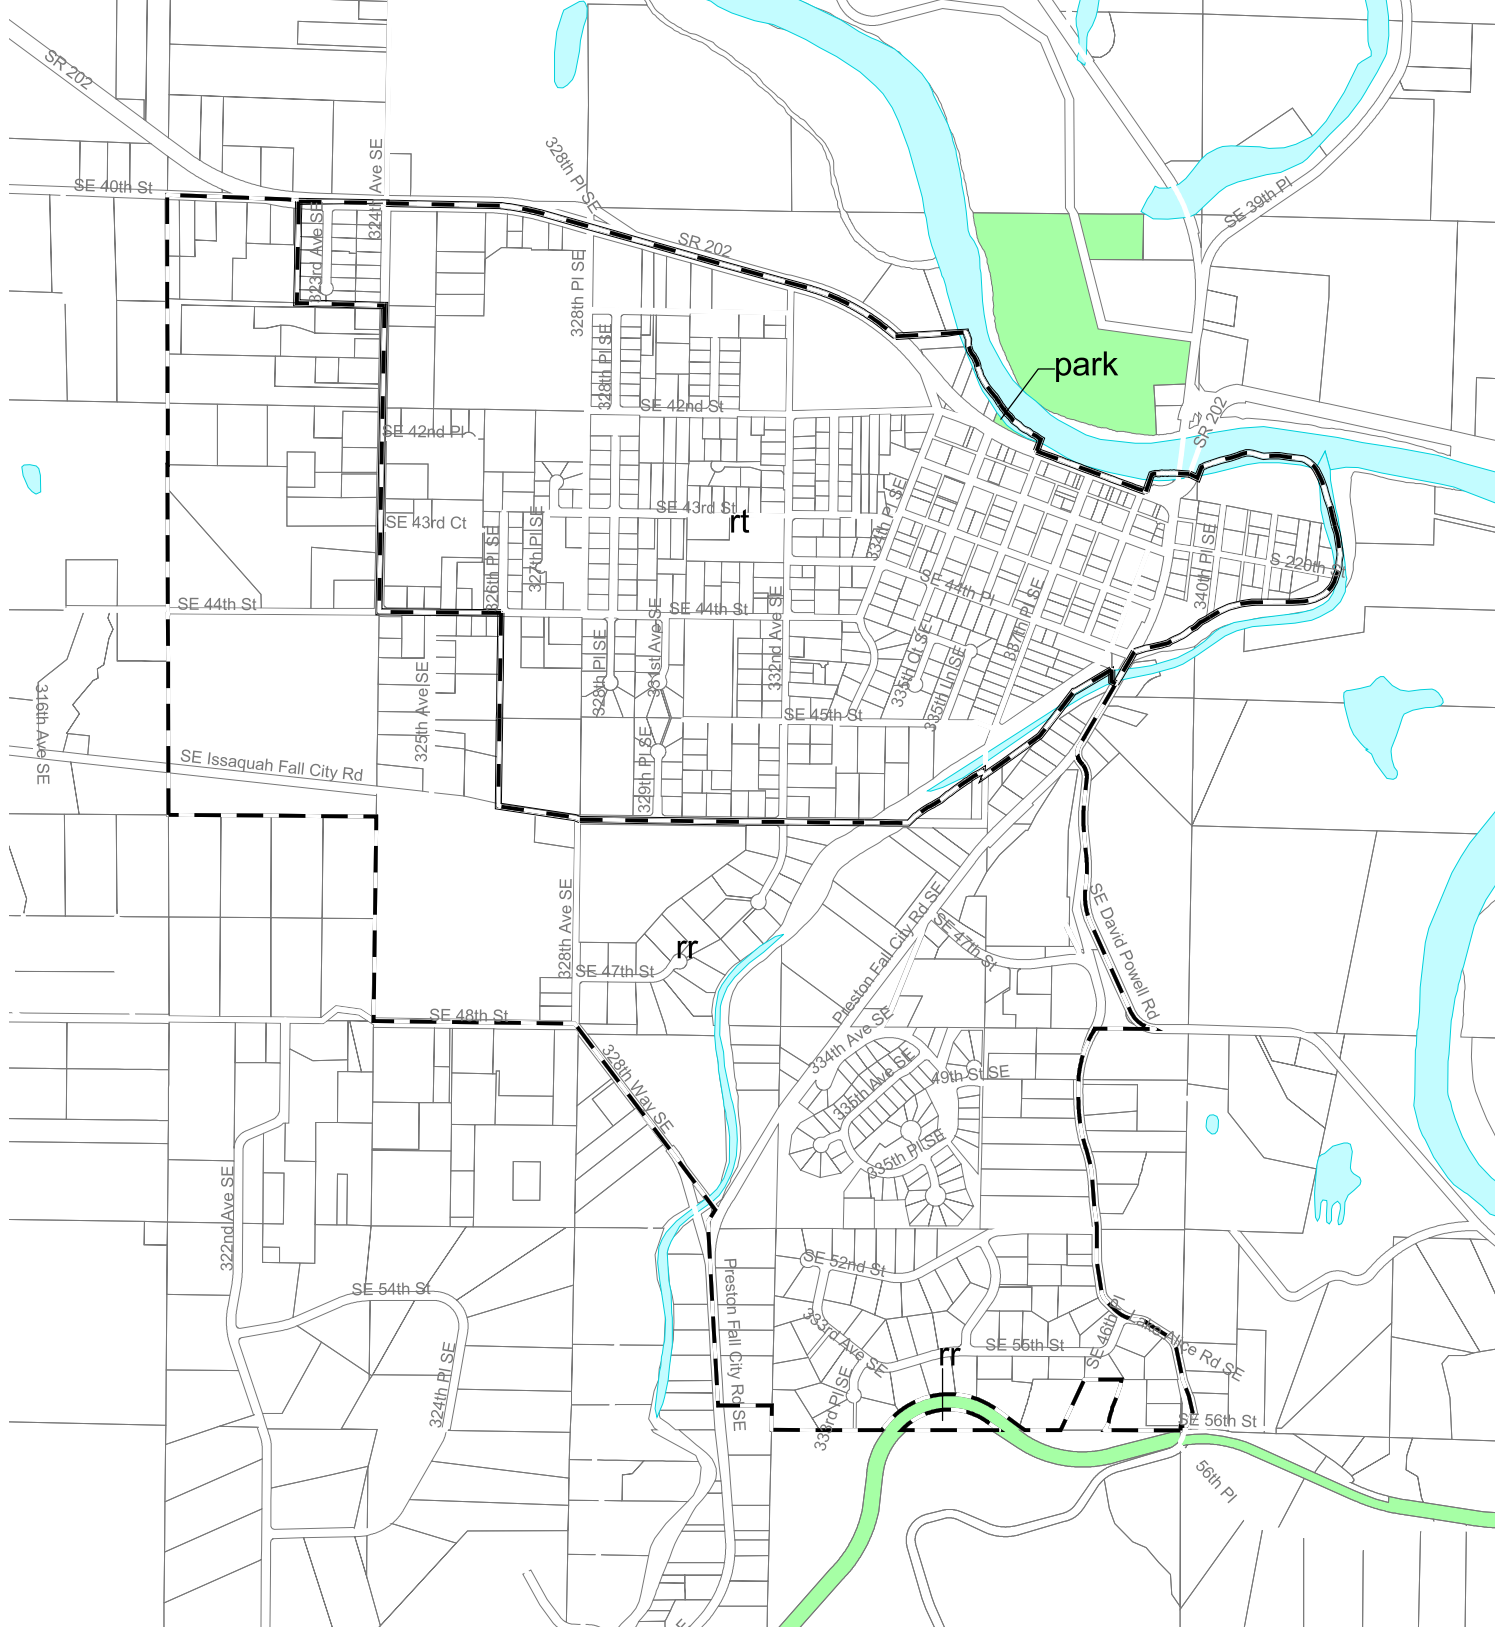 SR 202
SE 40th St
324th Ave SE
323rd Ave SE
328th Pl SE
SR 202
SE 39th Pl
328th Pl SE
328th Pl SE
park
SE 42nd St
SE 42nd Pl
SR 202
SE 43rd St
rt
SE 43rd Ct
326th Pl SE
327th Pl SE
334th Pl SE
340th Pl SE
S 220th St
SE 44th Pl
SE 44th St
SE 44th St
337th Pl SE
328th Pl SE
331st Ave SE
332nd Ave SE
335th Ct SE
335th Ln SE
316th Ave SE
325th Ave SE
SE 45th St
SE Issaquah Fall City Rd
329th Pl SE
328th Ave SE
rr
SE 47th St
Preston Fall City Rd SE
SE 47th St
SE David Powell Rd
SE 48th St
328th Way SE
334th Ave SE
335th Ave SE
49th St SE
335th Pl SE
322nd Ave SE
SE 54th St
324th Pl SE
Preston Fall City Rd SE
SE 52nd St
333rd Ave SE
333rd Pl SE
SE 55th St
rr
SE 46th Pl
Lake Alice Rd SE
SE 56th St
56th Pl